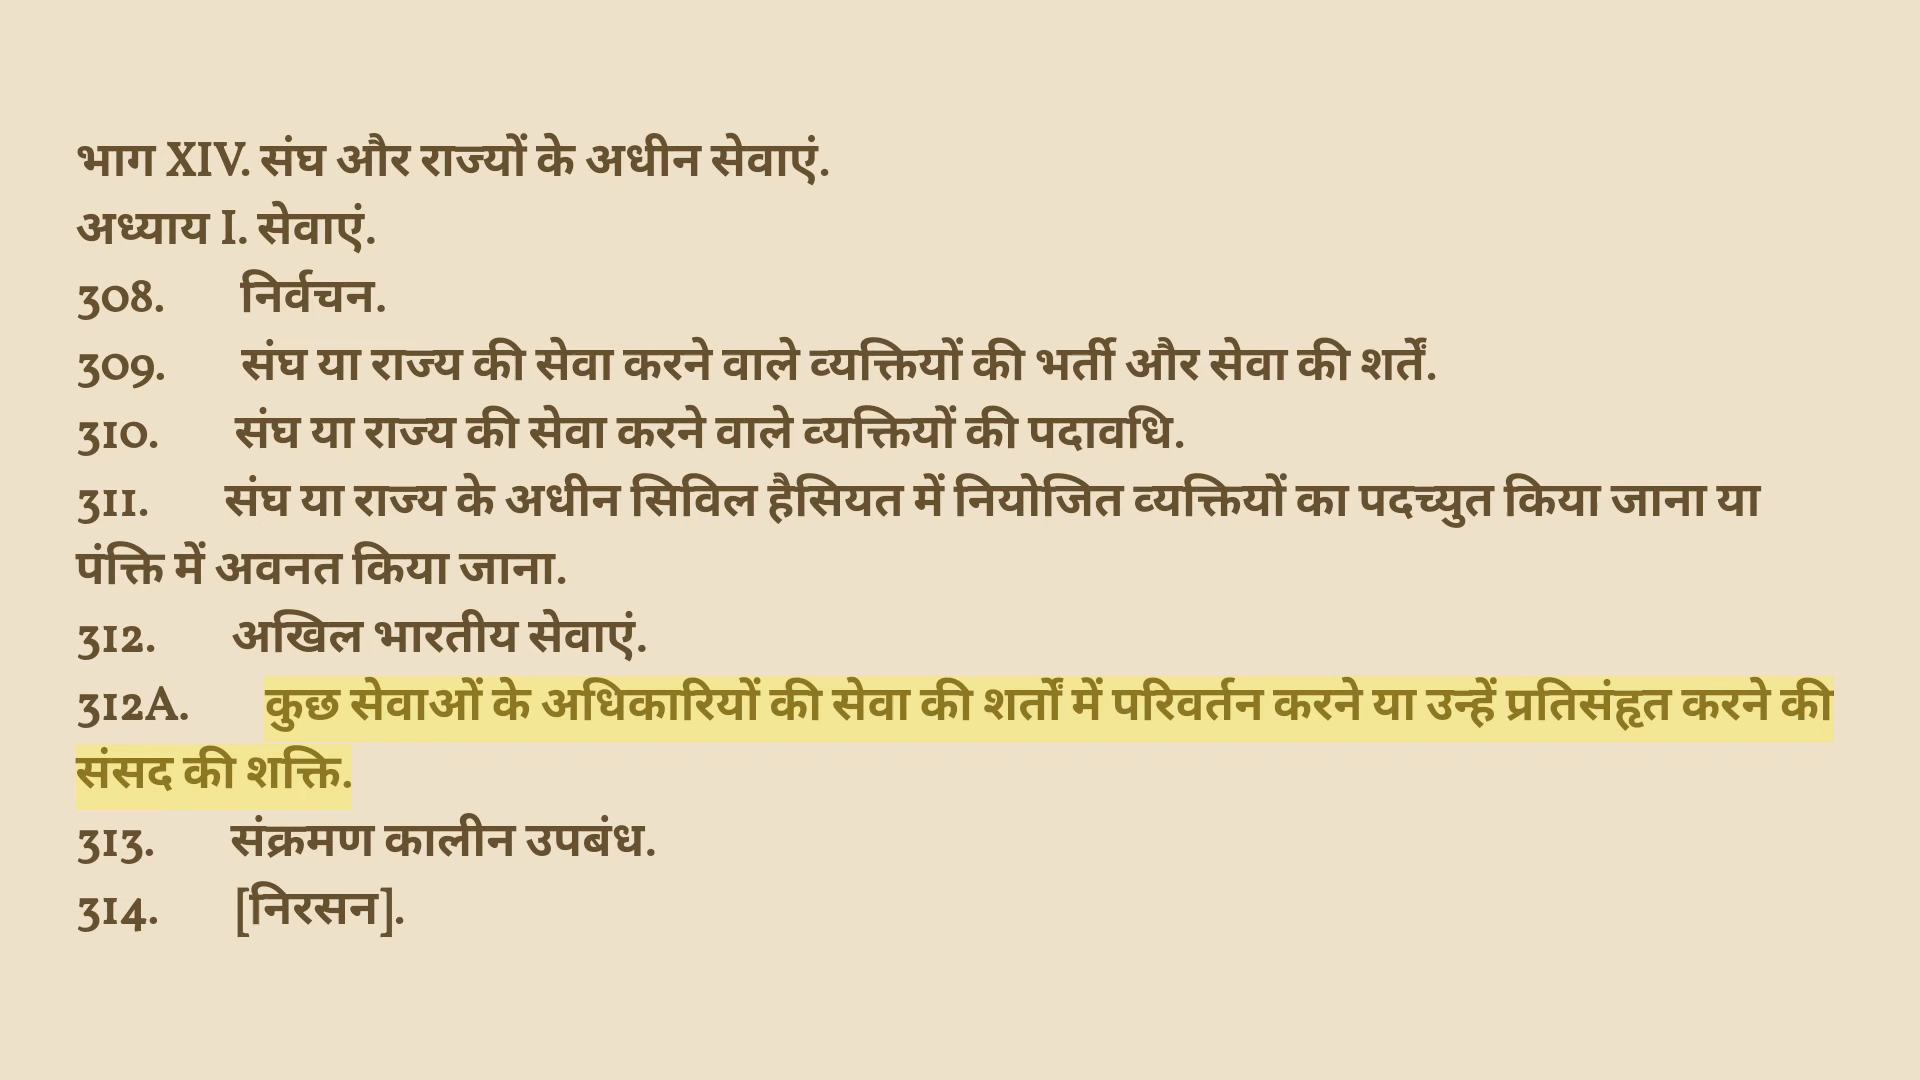 भाग XIV. संघ और राज्यों के अधीन सेवाएं.
अध्याय I. सेवाएं.
308. निर्वचन.
309. संघ या राज्य की सेवा करने वाले व्यक्तियों की भर्ती और सेवा की शर्तें.
310. संघ या राज्य की सेवा करने वाले व्यक्तियों की पदावधि.
311. संघ या राज्य के अधीन सिविल हैसियत में नियोजित व्यक्तियों का पदच्युत किया जाना या
पंक्ति में अवनत किया जाना.
312. अखिल भारतीय सेवाएं.
312A. कुछ सेवाओं के अधिकारियों की सेवा की शर्तों में परिवर्तन करने या उन्हें प्रतिसंहृत करने की
संसद की शक्ति.
313. संक्रमण कालीन उपबंध.
314. [निरसन].